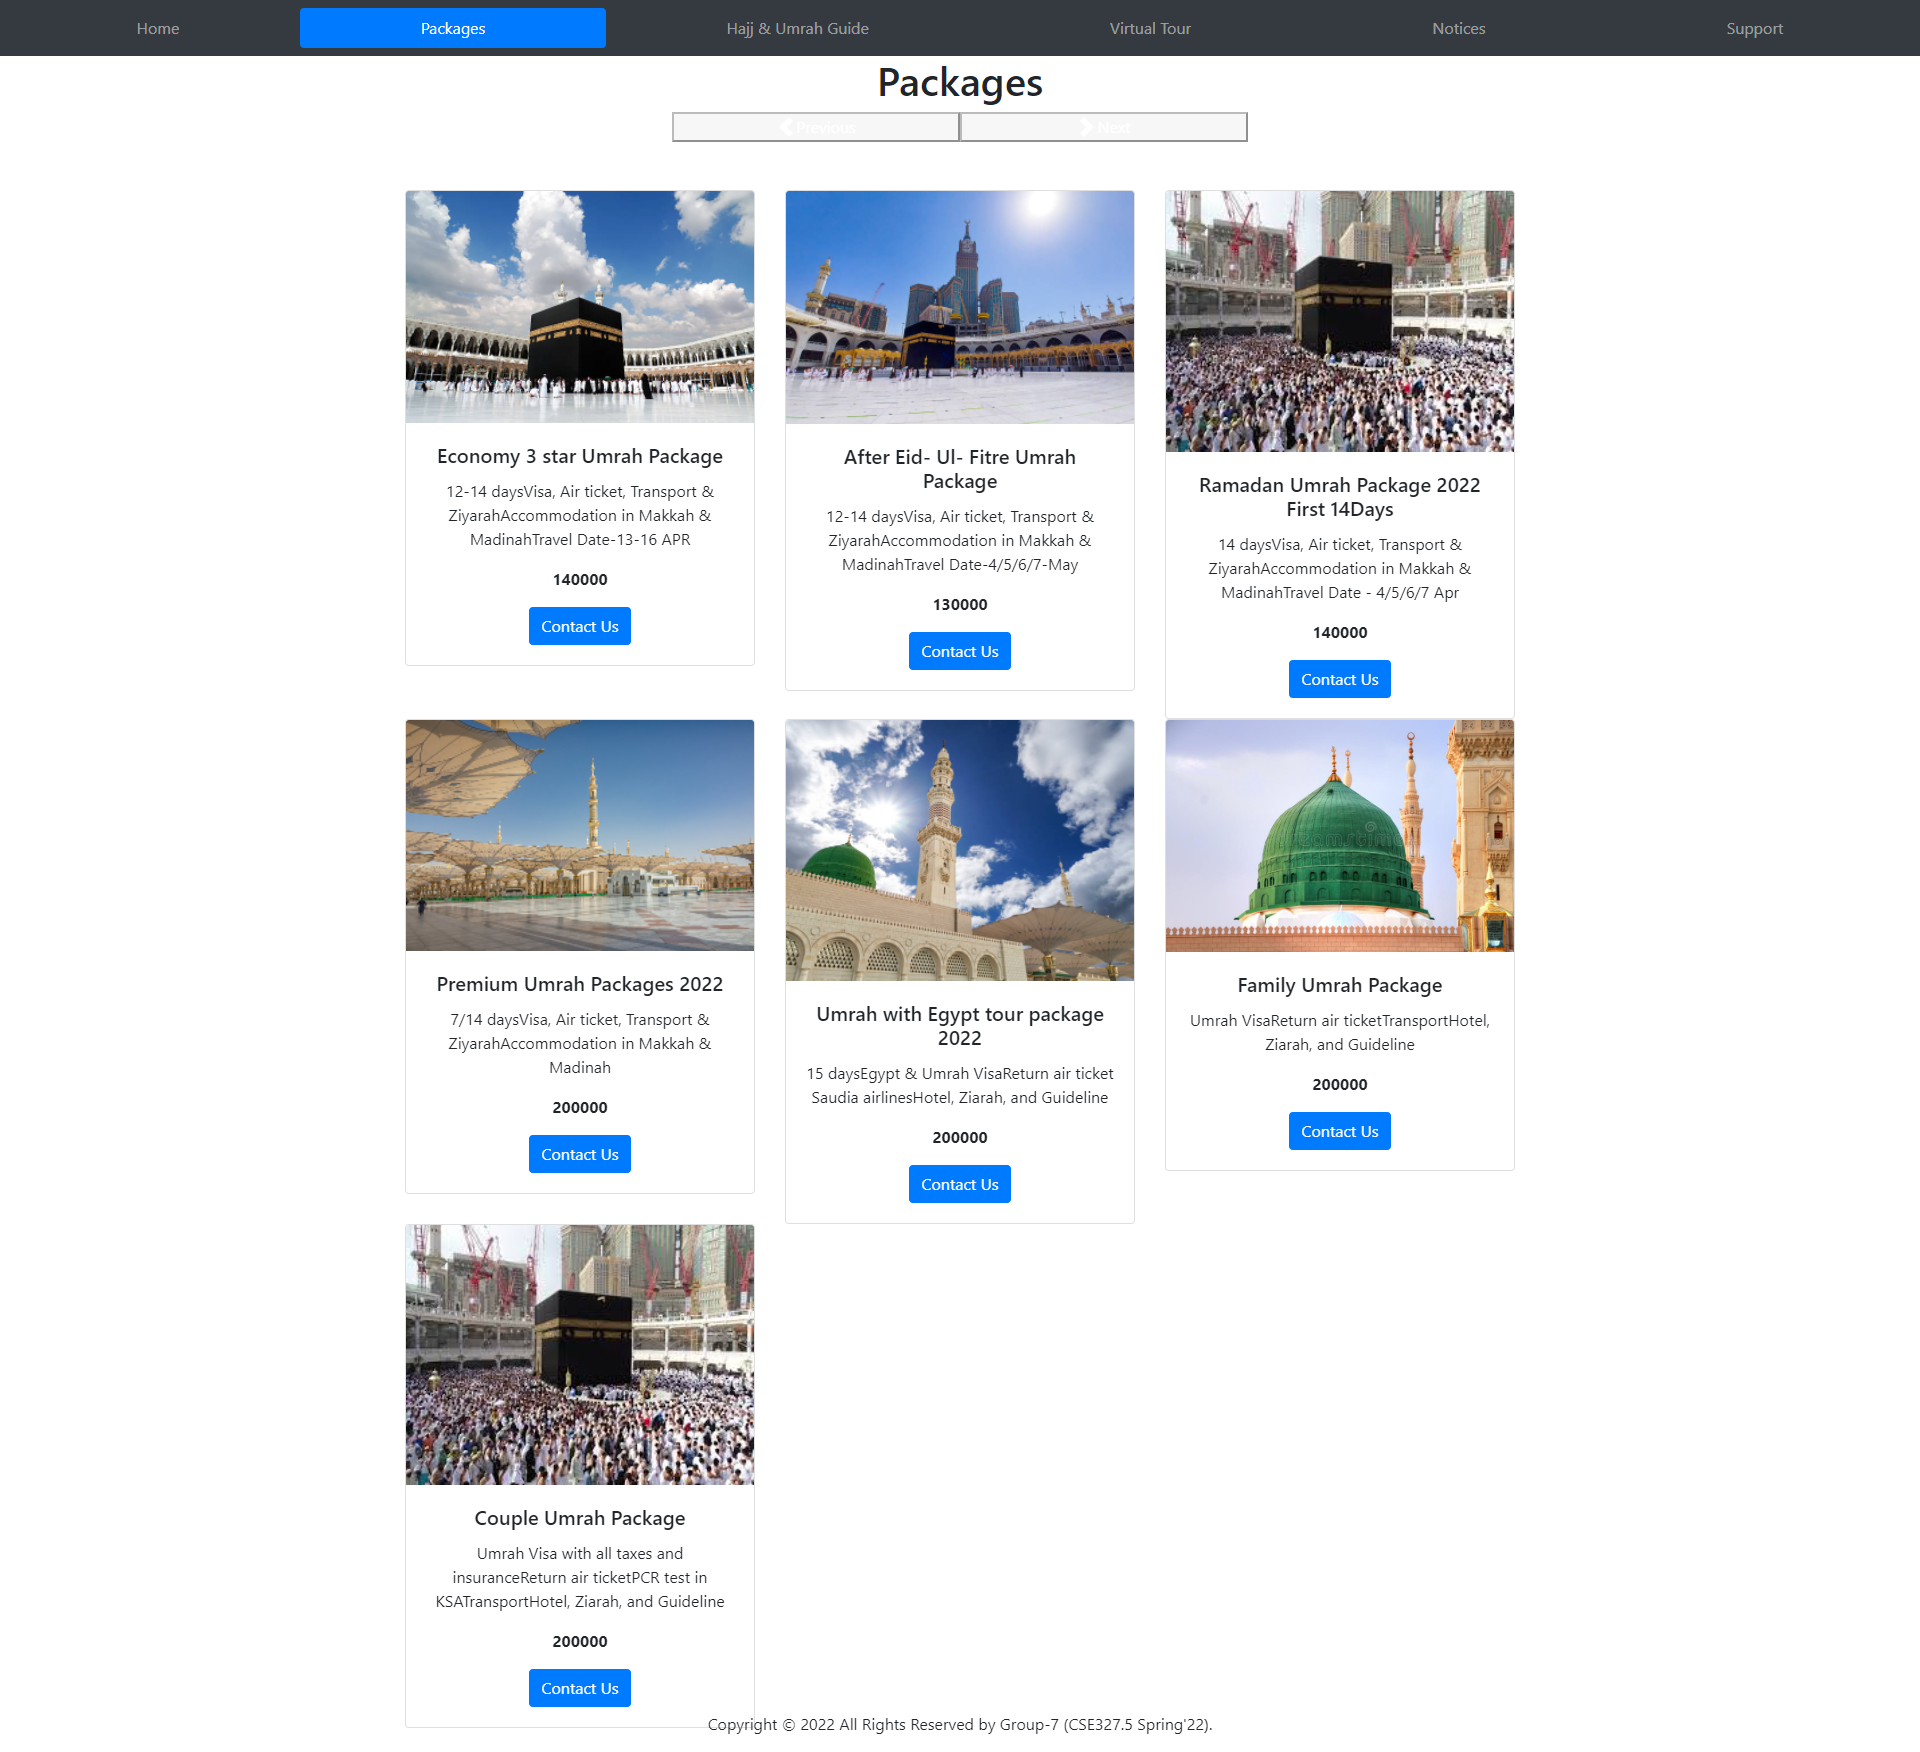 Home Packages Hajj & Umrah Guide Virtual Tour Notices Support
Packages
Previous Next
Economy 3 star Umrah Package
12-14 daysVisa, Air ticket, Transport &
ZiyarahAccommodation in Makkah &
MadinahTravel Date-13-16 APR
140000
Contact Us
After Eid- Ul- Fitre Umrah
Package
12-14 daysVisa, Air ticket, Transport &
ZiyarahAccommodation in Makkah &
MadinahTravel Date-4/5/6/7-May
130000
Contact Us
Ramadan Umrah Package 2022
First 14Days
14 daysVisa, Air ticket, Transport &
ZiyarahAccommodation in Makkah &
MadinahTravel Date - 4/5/6/7 Apr
140000
Contact Us
Premium Umrah Packages 2022
7/14 daysVisa, Air ticket, Transport &
ZiyarahAccommodation in Makkah &
Madinah
200000
Contact Us
Umrah with Egypt tour package
2022
15 daysEgypt & Umrah VisaReturn air ticket
Saudia airlinesHotel, Ziarah, and Guideline
200000
Contact Us
Family Umrah Package
Umrah VisaReturn air ticketTransportHotel,
Ziarah, and Guideline
200000
Contact Us
Couple Umrah Package
Umrah Visa with all taxes and
insuranceReturn air ticketPCR test in
KSATransportHotel, Ziarah, and Guideline
200000
Contact Us
Copyright © 2022 All Rights Reserved by Group-7 (CSE327.5 Spring'22).